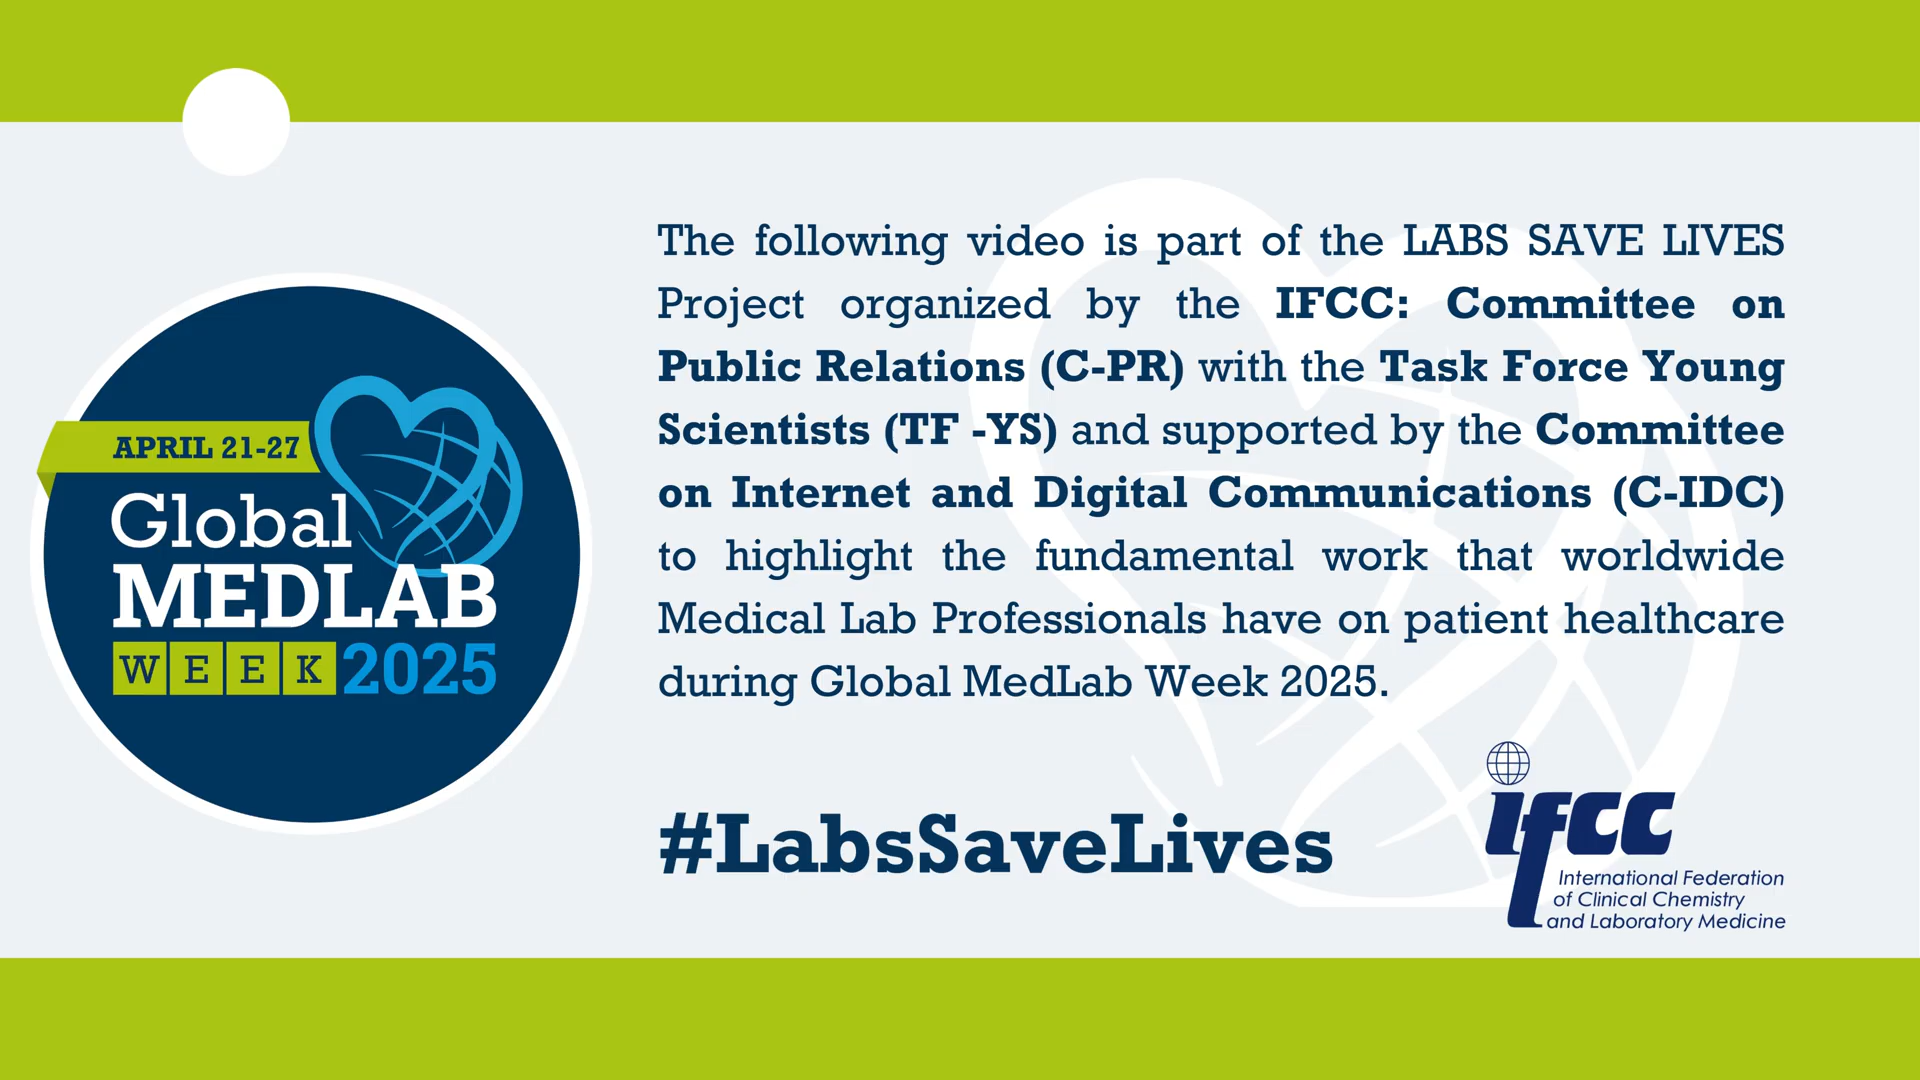 APRIL 21-27
Global
MEDLAB
WEEK 2025
The following video is part of the LABS SAVE LIVES
Project organized by the IFCC: Committee on
Public Relations (C-PR) with the Task Force Young
Scientists (TF -YS) and supported by the Committee
on Internet and Digital Communications (C-IDC)
to highlight the fundamental work that worldwide
Medical Lab Professionals have on patient healthcare
during Global MedLab Week 2025.
#LabsSaveLives
ifcc
International Federation
of Clinical Chemistry
and Laboratory Medicine